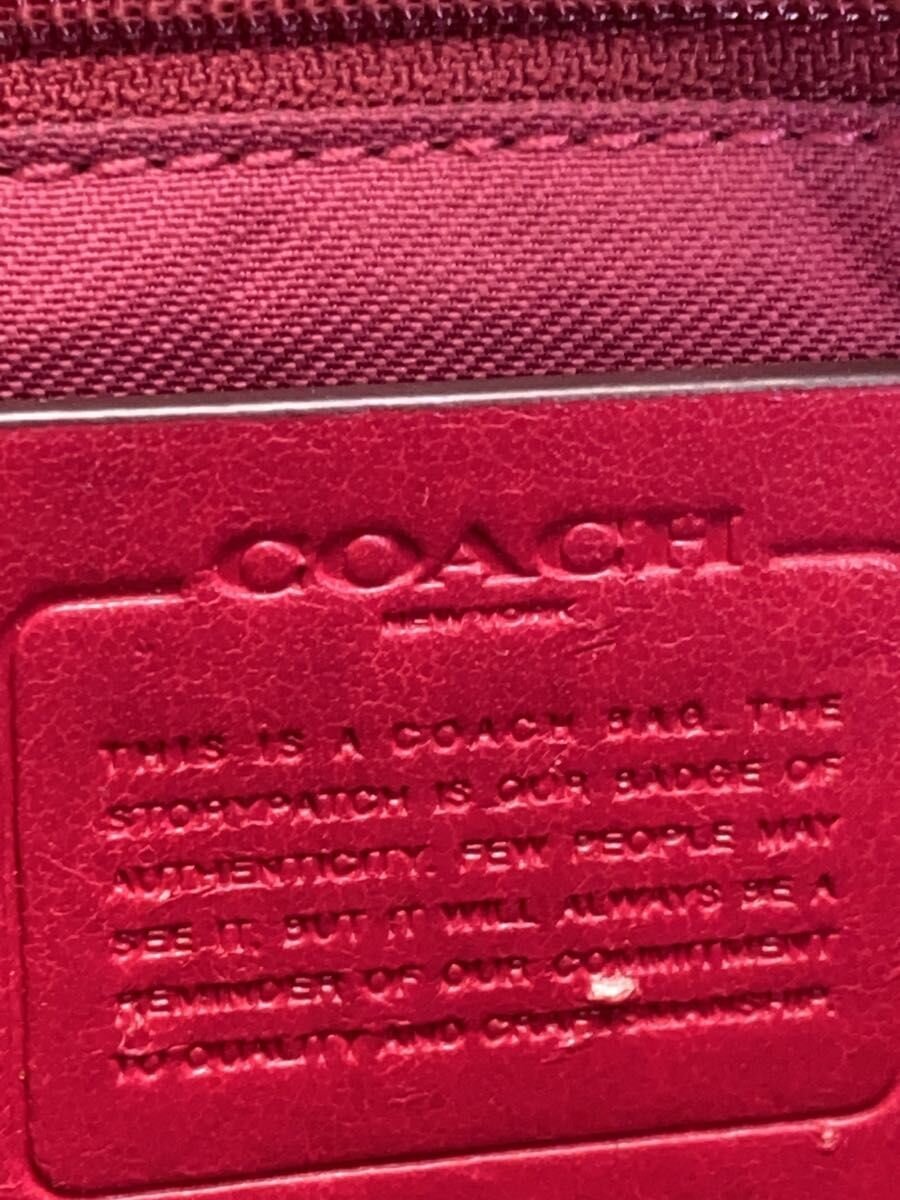 COACH
NEW YORK
THIS IS A COACH BAG. THE
STORYPATCH IS OUR BADGE OF
AUTHENTICITY. FEW PEOPLE MAY
SEE IT, BUT IT WILL ALWAYS BE A
REMINDER OF OUR COMMITMENT
TO QUALITY AND CRAFTSMANSHIP.